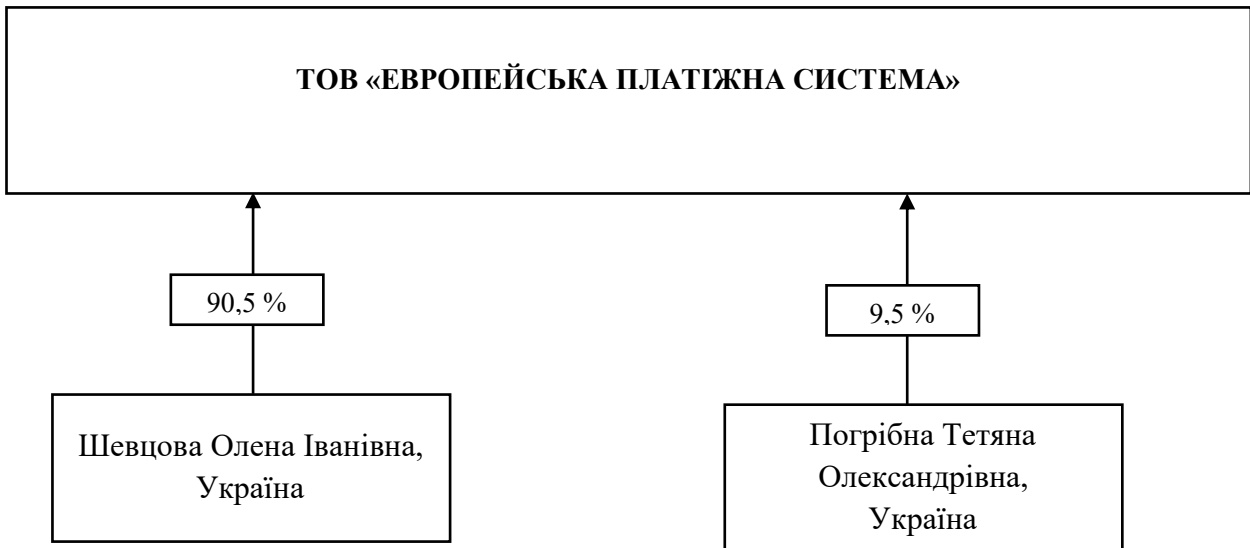 ТОВ «ЕВРОПЕЙСЬКА ПЛАТІЖНА СИСТЕМА»
90,5 %
9,5 %
Шевцова Олена Іванівна,
Україна
Погрібна Тетяна
Олександрівна,
Україна